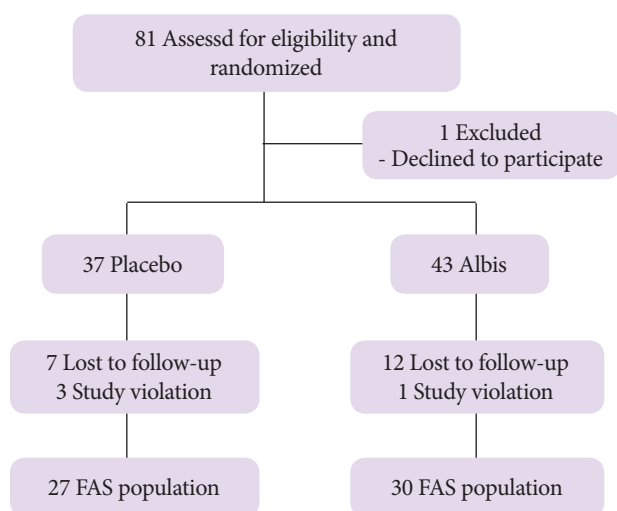 81 Assessd for eligibility and
randomized
1 Excluded
- Declined to participate
37 Placebo
43 Albis
7 Lost to follow-up
3 Study violation
12 Lost to follow-up
1 Study violation
27 FAS population
30 FAS population